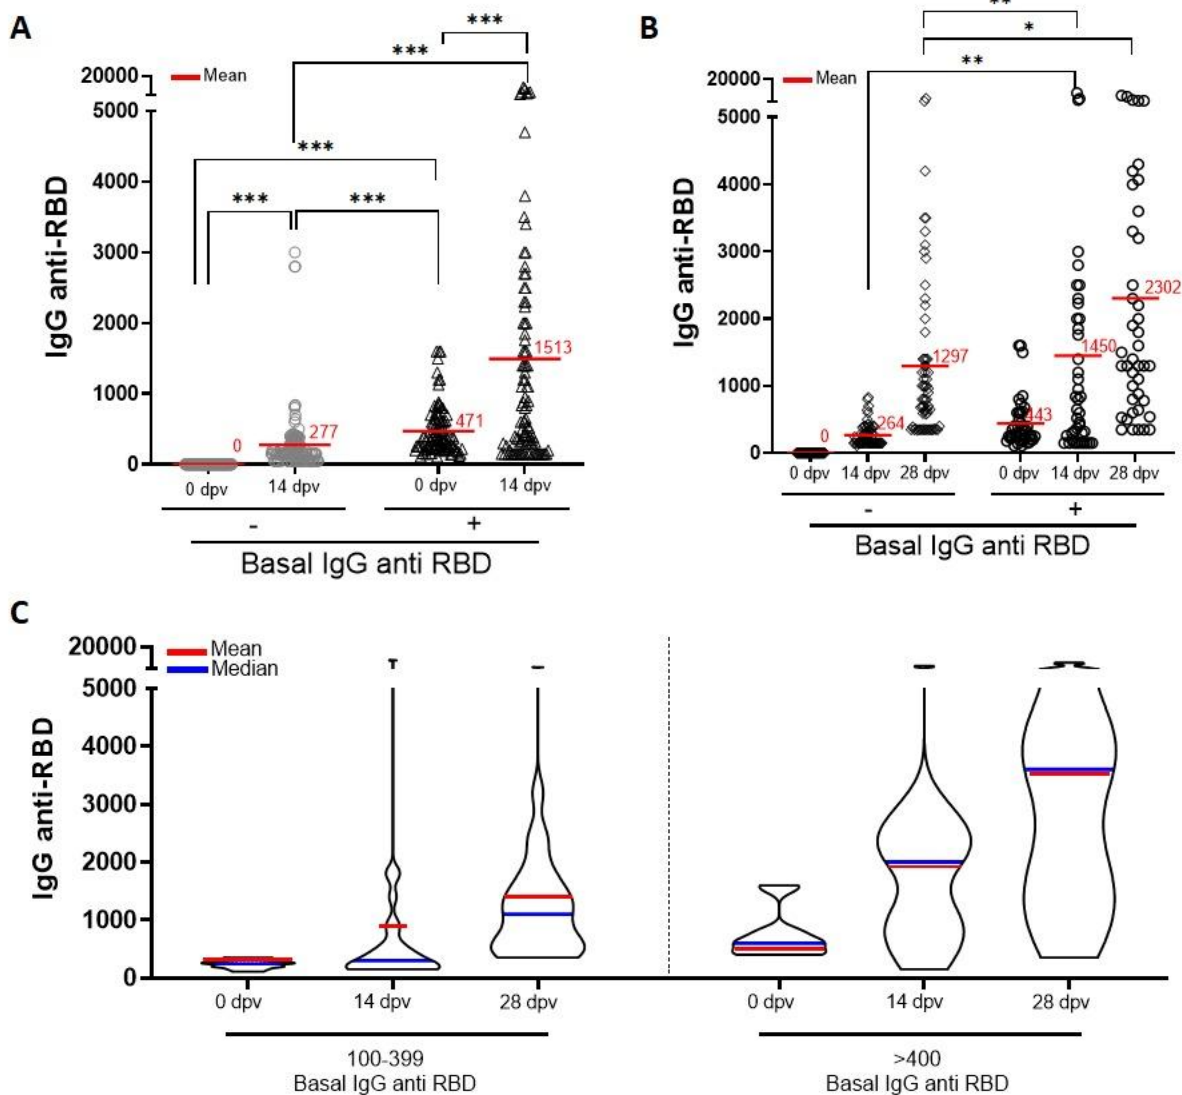 A
***
***
20000
Mean
5000
***
***
***
4000
3000
2000
1000
0
IgG anti-RBD
0
277
471
1513
0 dpv
14 dpv
0 dpv
14 dpv
-
+
Basal IgG anti RBD
B
**
*
**
20000
Mean
5000
4000
3000
2000
1000
0
IgG anti-RBD
0
264
1297
443
1450
2302
0 dpv
14 dpv
28 dpv
0 dpv
14 dpv
28 dpv
-
+
Basal IgG anti RBD
C
20000
Mean
Median
5000
4000
3000
2000
1000
0
IgG anti-RBD
0 dpv
14 dpv
28 dpv
0 dpv
14 dpv
28 dpv
100-399
Basal IgG anti RBD
>400
Basal IgG anti RBD